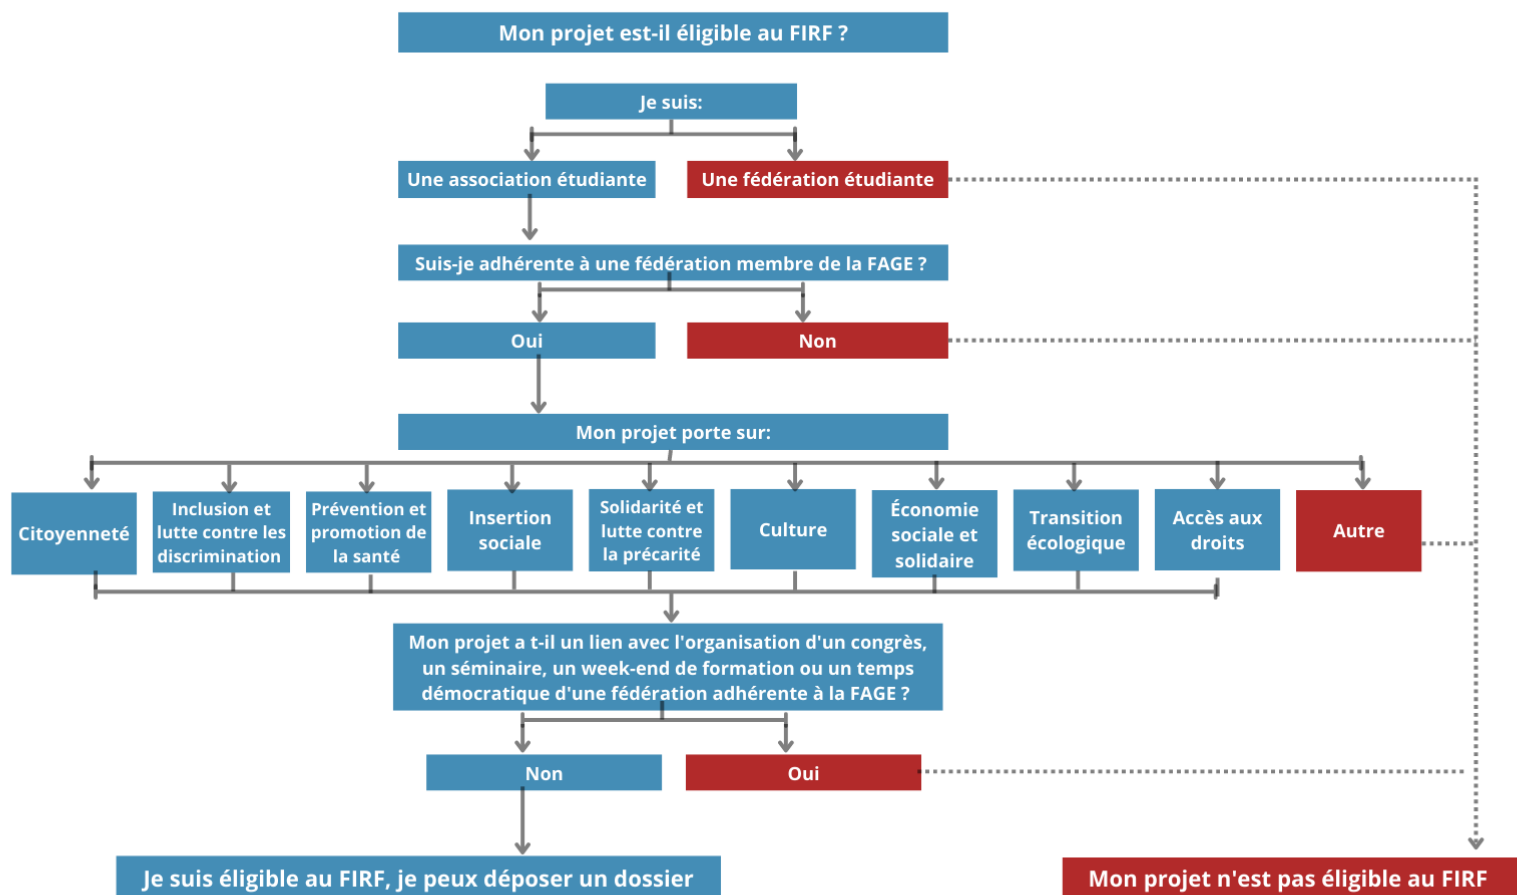 Mon projet est-il éligible au FIRF ?
Je suis:
Une association étudiante
Une fédération étudiante
Suis-je adhérente à une fédération membre de la FAGE ?
Oui
Non
Mon projet porte sur:
Citoyenneté
Inclusion et
lutte contre les
discrimination
Prévention et
promotion de
la santé
Insertion
sociale
Solidarité et
lutte contre
la précarité
Culture
Économie
sociale et
solidaire
Transition
écologique
Accès aux
droits
Autre
Mon projet a t-il un lien avec l'organisation d'un congrès,
un séminaire, un week-end de formation ou un temps
démocratique d'une fédération adhérente à la FAGE ?
Non
Oui
Je suis éligible au FIRF, je peux déposer un dossier
Mon projet n'est pas éligible au FIRF